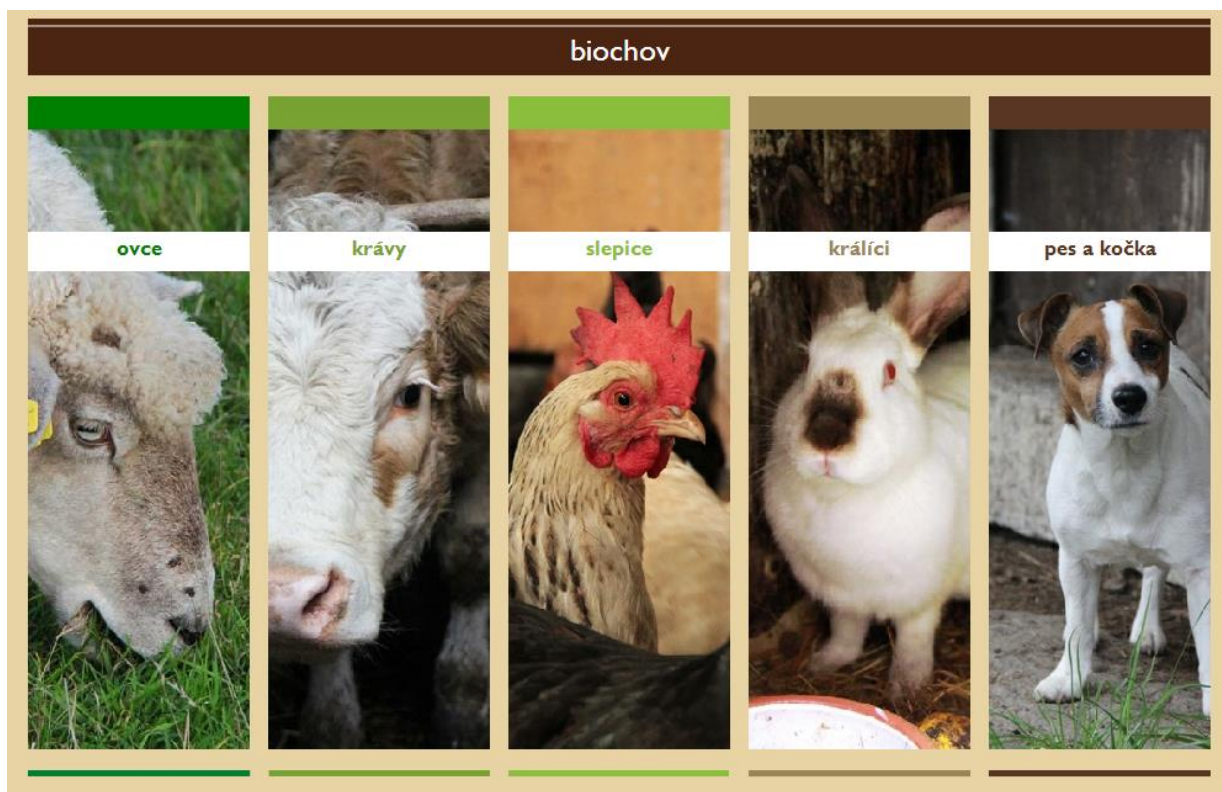 biochov
ovce
krávy
slepice
králíci
pes a kočka